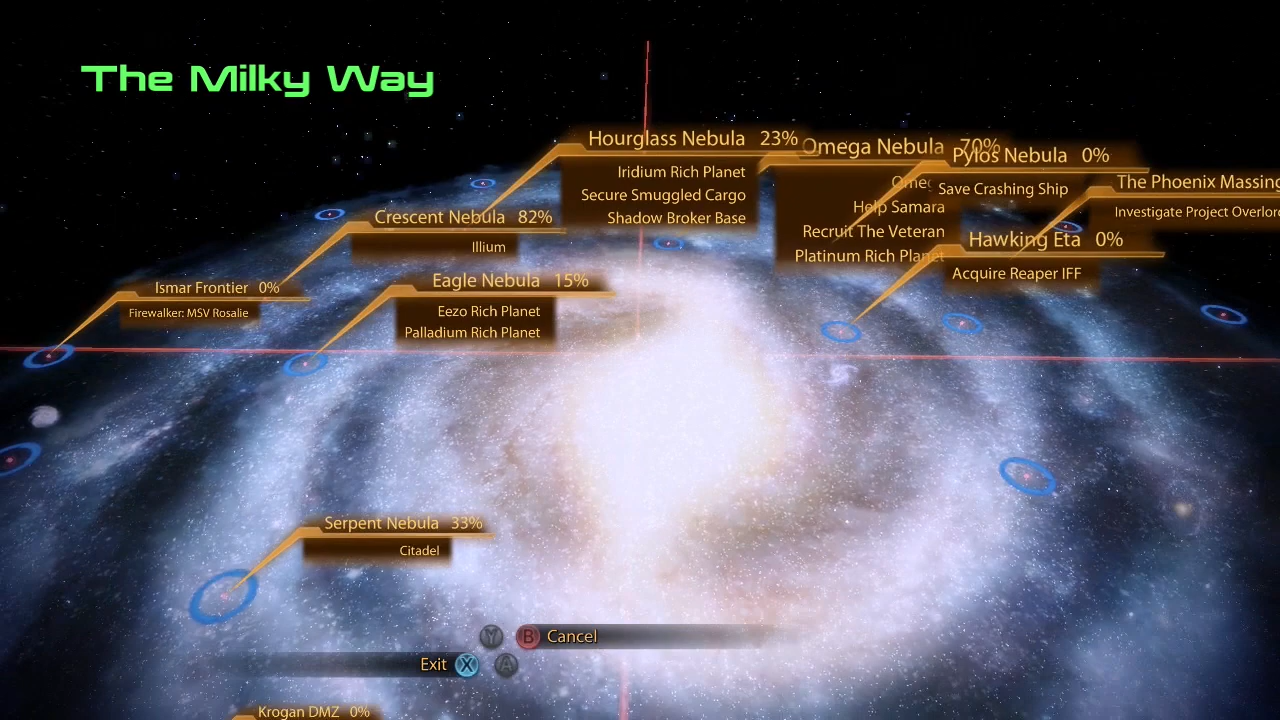 The Milky Way
Hourglass Nebula 23%
Iridium Rich Planet
Secure Smuggled Cargo
Shadow Broker Base
Omega Nebula 70%
Help Samara
Recruit The Veteran
Platinum Rich Planet
Pylos Nebula 0%
Save Crashing Ship
The Phoenix Massing
Investigate Project
Hawking Eta 0%
Acquire Reaper IFF
Crescent Nebula 82%
Illium
Ismar Frontier 0%
Firewalker: MSV Rosalie
Eagle Nebula 15%
Eezo Rich Planet
Palladium Rich Planet
Serpent Nebula 33%
Citadel
Y B Cancel
Exit X A
Krogan DMZ 0%